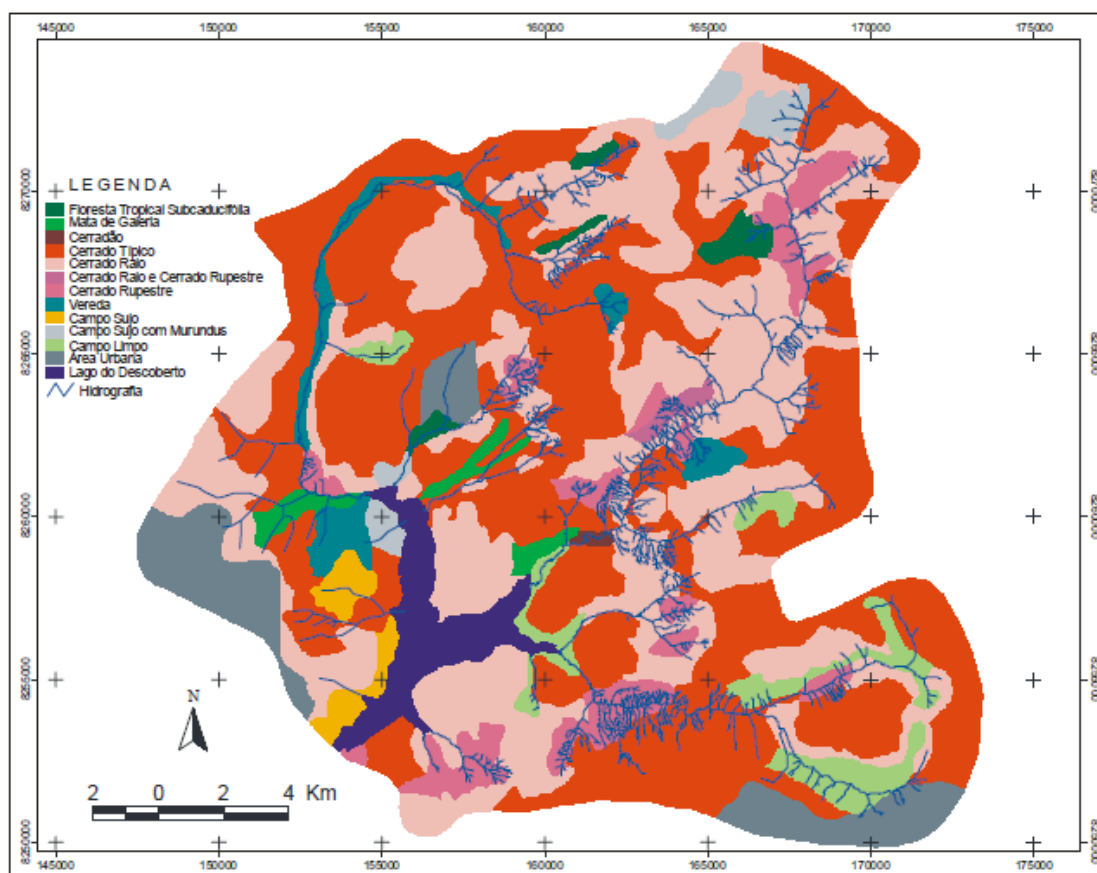 145000 150000 155000 160000 165000 170000 175000
8270000
LEGENDA
Floresta Tropical Subcaducifólia
Mata de Galeria
Cerradão
Cerrado Típico
Cerrado Ralo
Cerrado Ralo e Cerrado Rupestre
Cerrado Rupestre
Vereda
Campo Sujo
Campo Sujo com Murundus
Campo Limpo
Área Urbana
Lago do Descoberto
Hidrografia
8265000
8260000
8255000
N
2 0 2 4 Km
8250000
145000 150000 155000 160000 165000 170000 175000